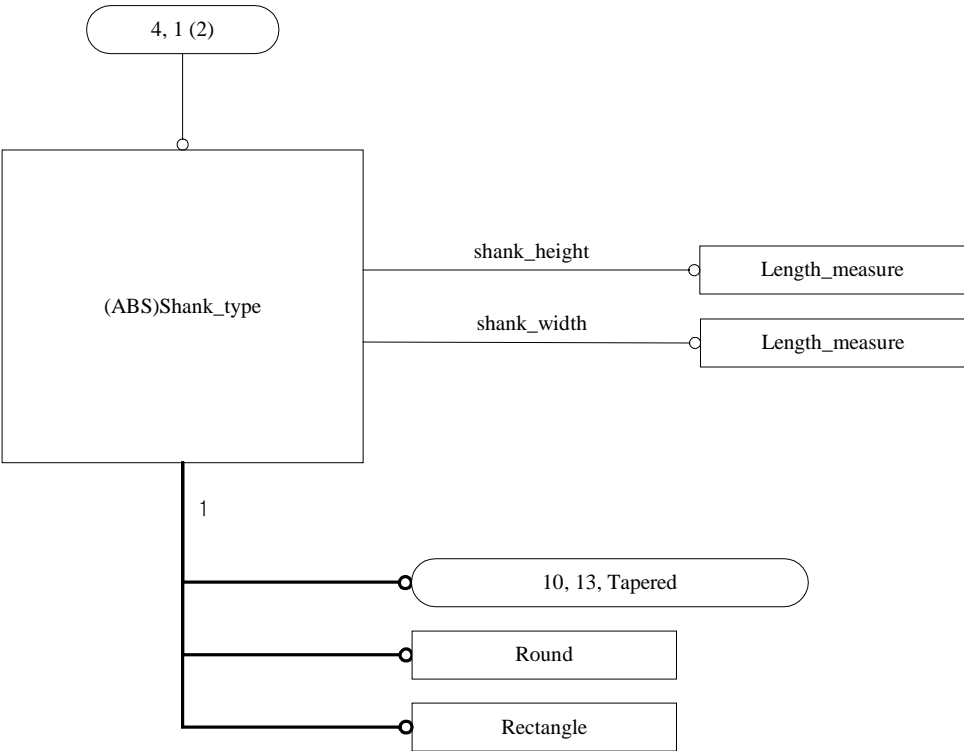 4, 1 (2)
shank_height
Length_measure
(ABS)Shank_type
shank_width
Length_measure
1
10, 13, Tapered
Round
Rectangle